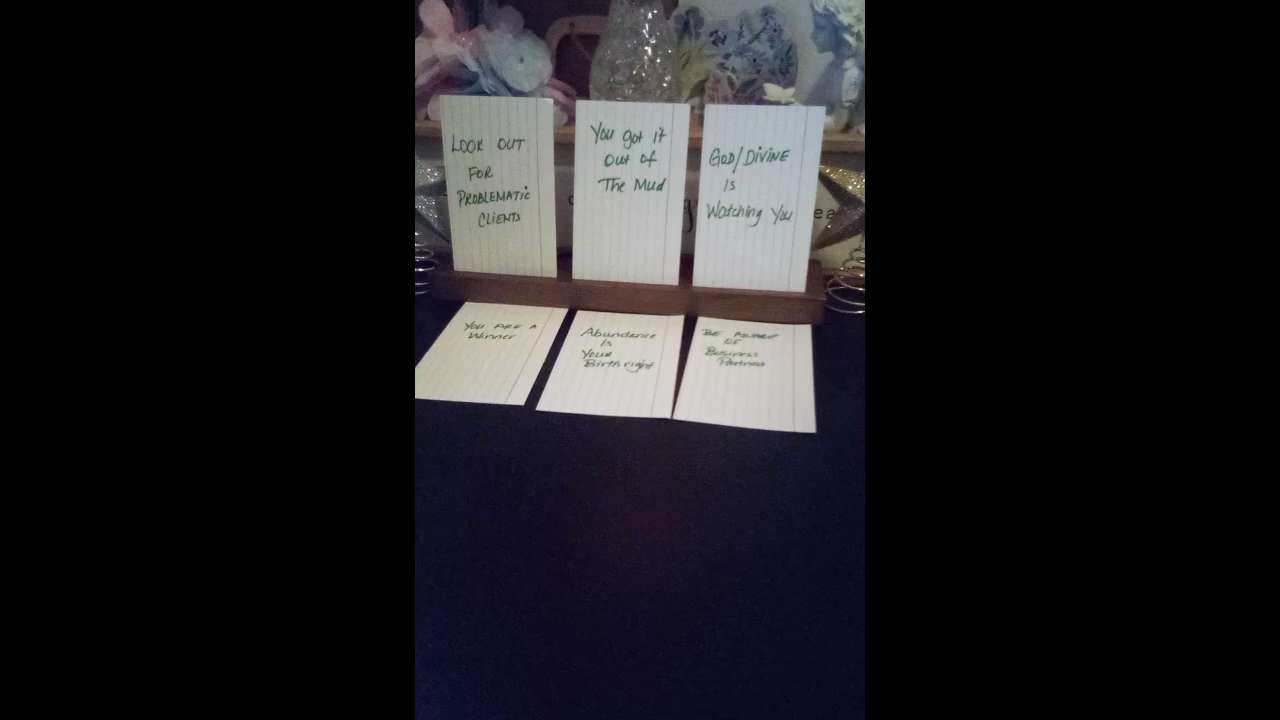 LOOK OUT
FOR
PROBLEMATIC
CLIENTS
You got it
Out of
The Mud
GOD/DIVINE
IS
Watching You
YOU ARE A
Winner
Abundance
Is
Your
Birthright
BE AWARE
OF
Business
Partners